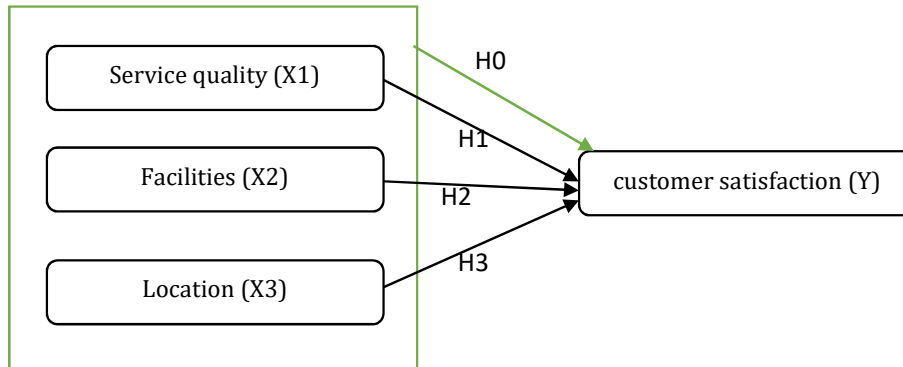 Service quality (X1)
H0
H1
Facilities (X2)
customer satisfaction (Y)
H2
H3
Location (X3)